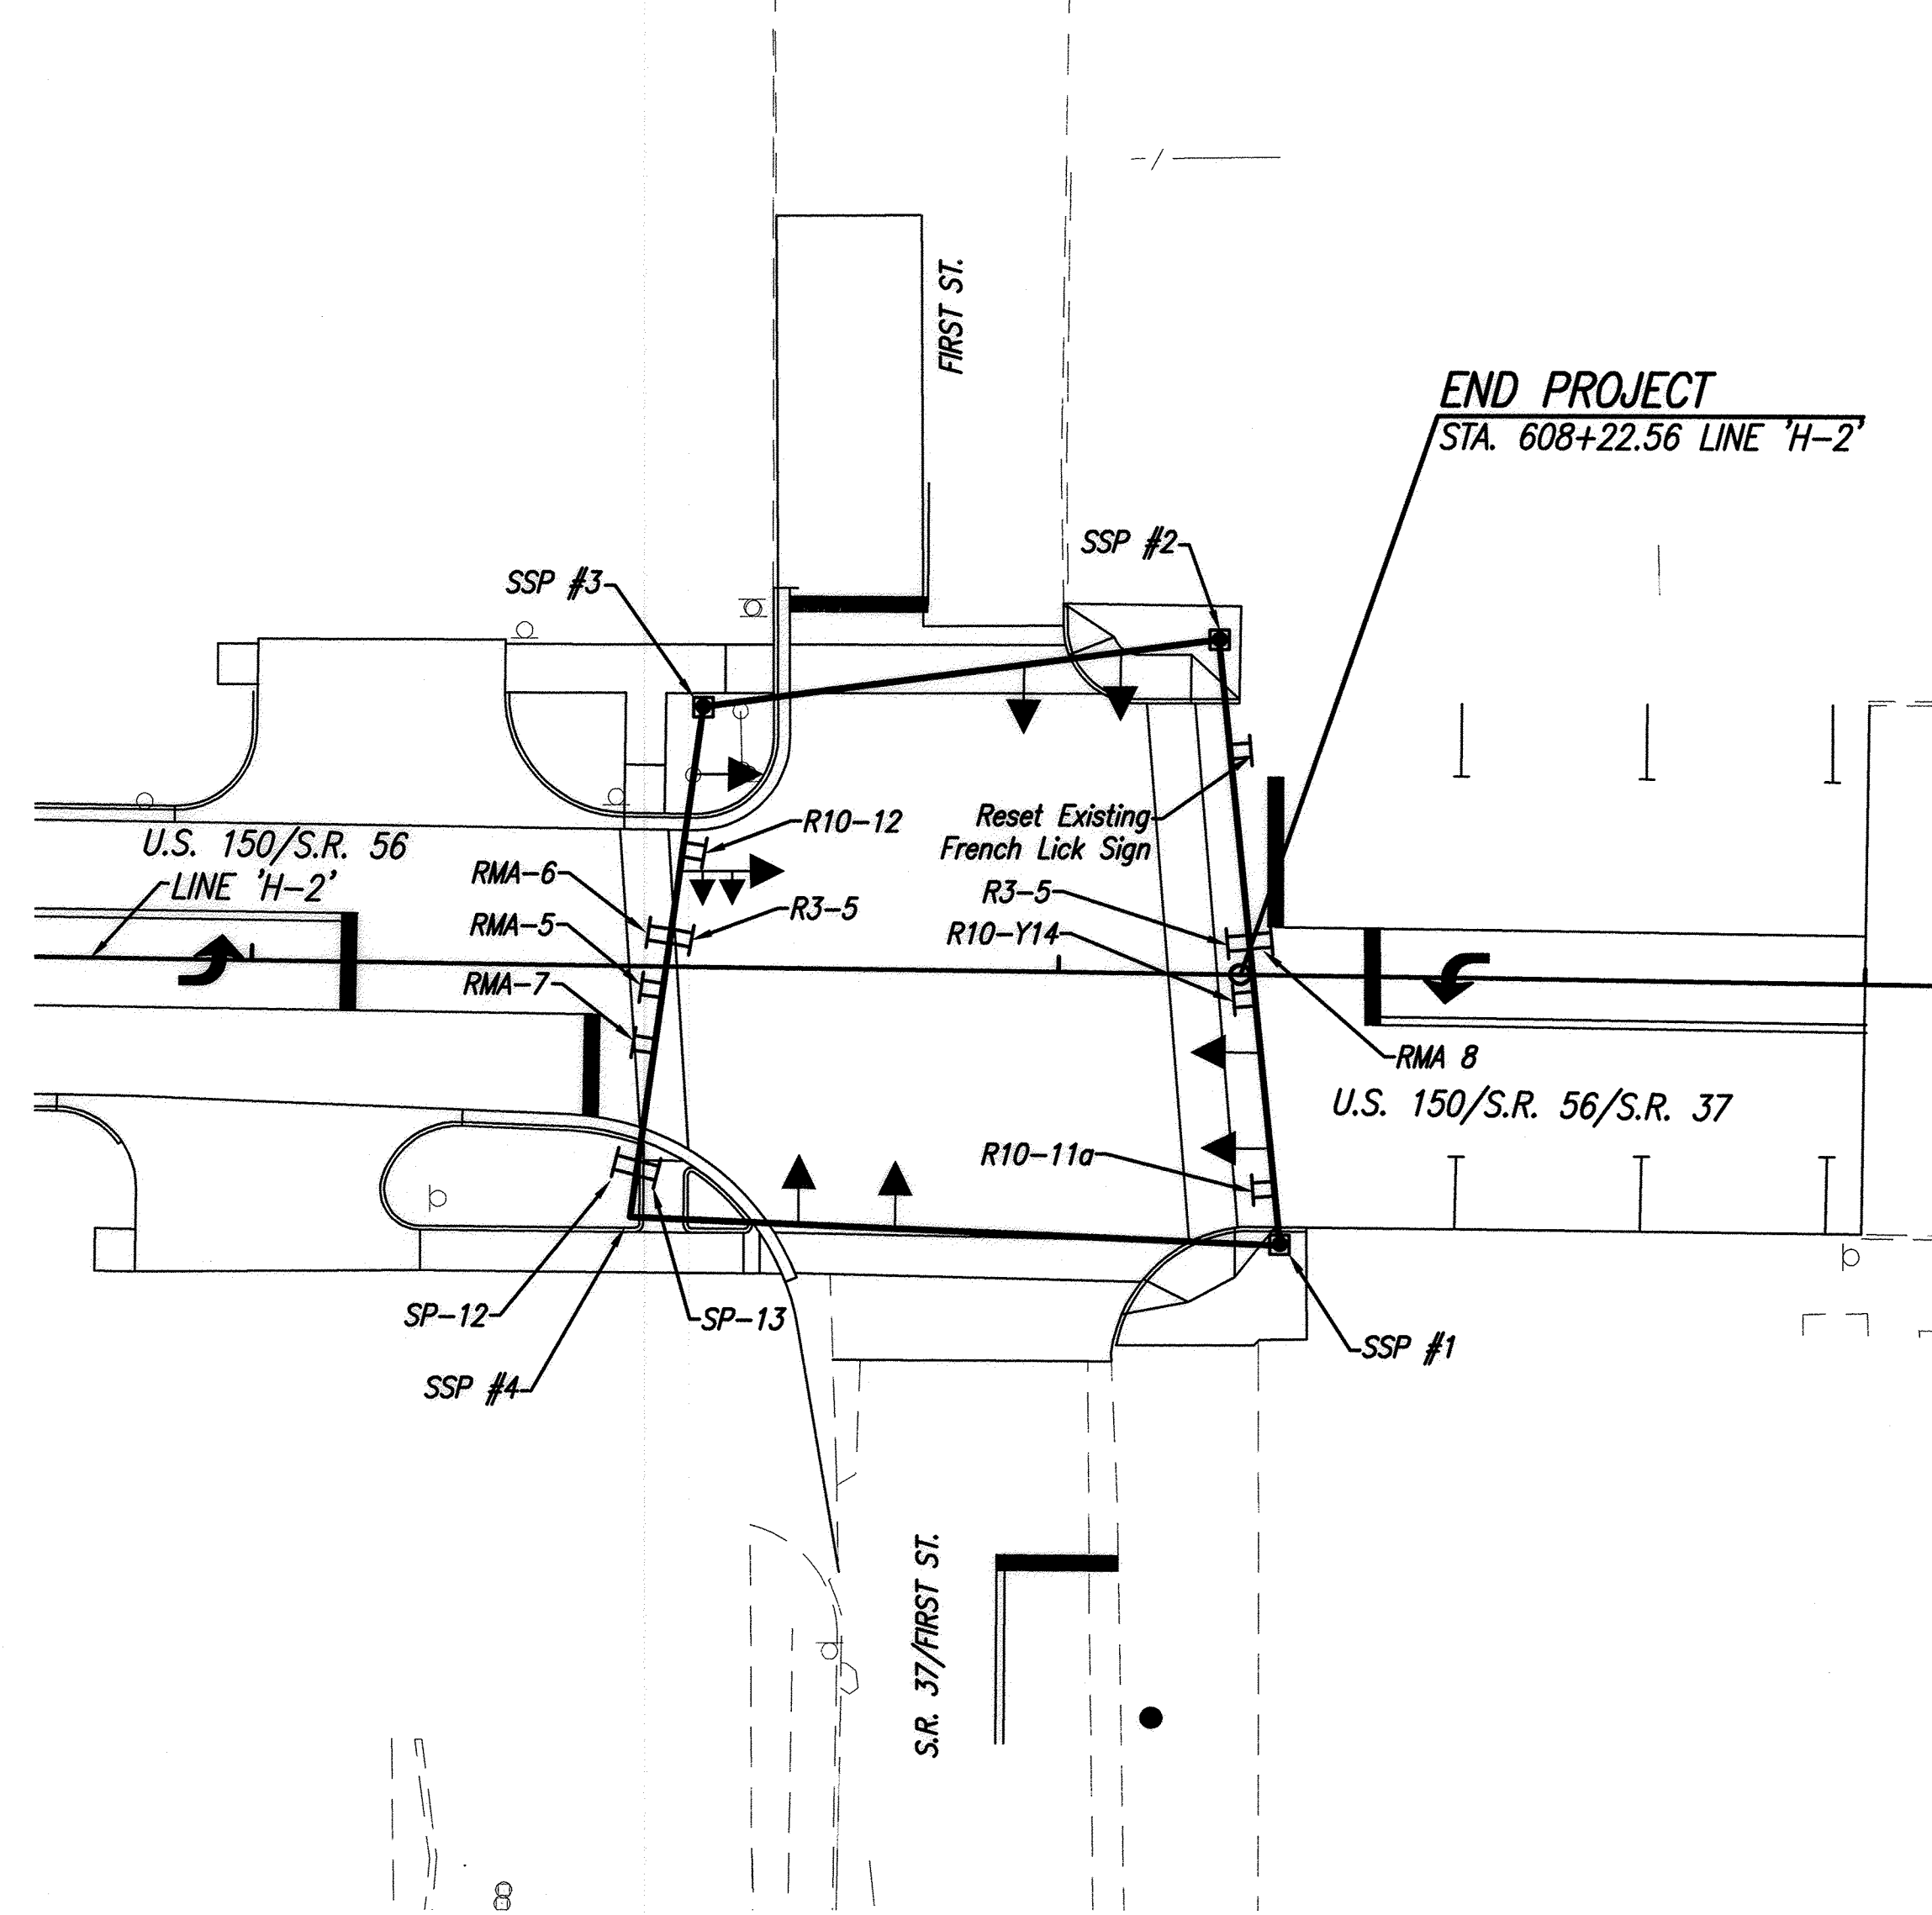 FIRST ST.
END PROJECT
STA. 608+22.56 LINE 'H-2'
SSP #2
SSP #3
R10-12
Reset Existing
French Lick Sign
U.S. 150/S.R. 56
LINE 'H-2'
RMA-6
R3-5
R3-5
RMA-5
R10-Y14
RMA-7
RMA 8
U.S. 150/S.R. 56/S.R. 37
R10-11a
SP-12
SP-13
SSP #1
SSP #4
S.R. 37/FIRST ST.